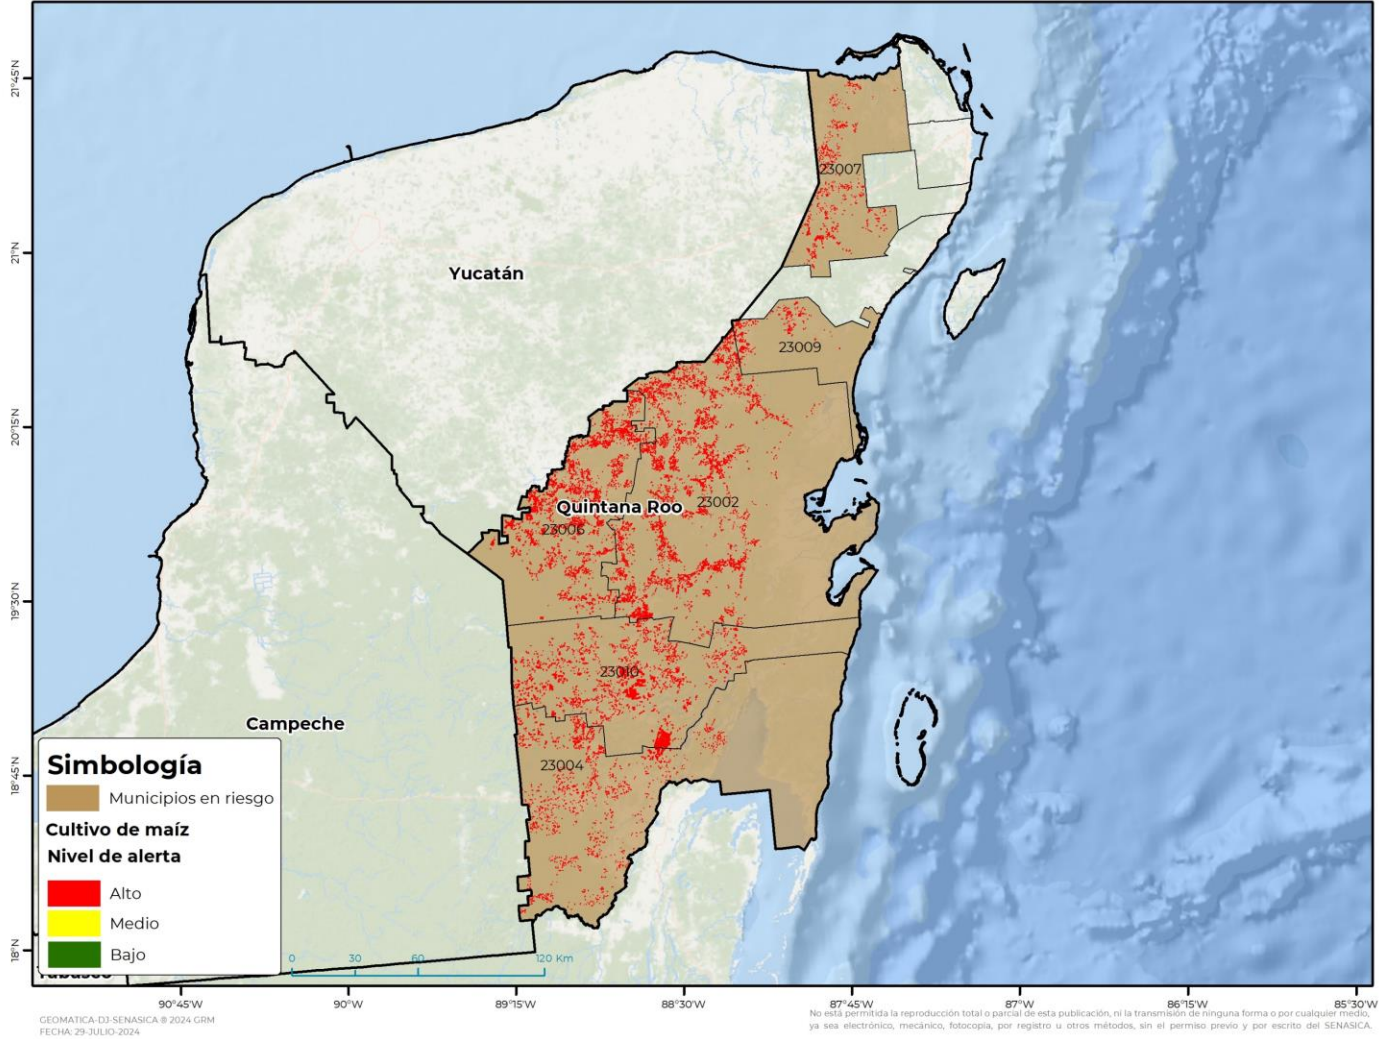 21°45'N
21°N
20°15'N
19°30'N
18°45'N
18°N
23007
Yucatán
23009
23002
Quintana Roo
23006
23010
Campeche
23004
Simbología
Municipios en riesgo
Cultivo de maíz
Nivel de alerta
Alto
Medio
Bajo
0 30 60 120 Km
90°45'W 90°W 89°15'W 88°30'W 87°45'W 87°W 86°15'W 85°30'W
GEOMATICA-DJ-SENASICA ® 2024 GRM
FECHA: 29-JULIO-2024
No está permitida la reproducción total o parcial de esta publicación, ni la transmisión de ninguna forma o por cualquier medio,
ya sea electrónico, mecánico, fotocopia, por registro u otros métodos, sin el permiso previo y por escrito del SENASICA.